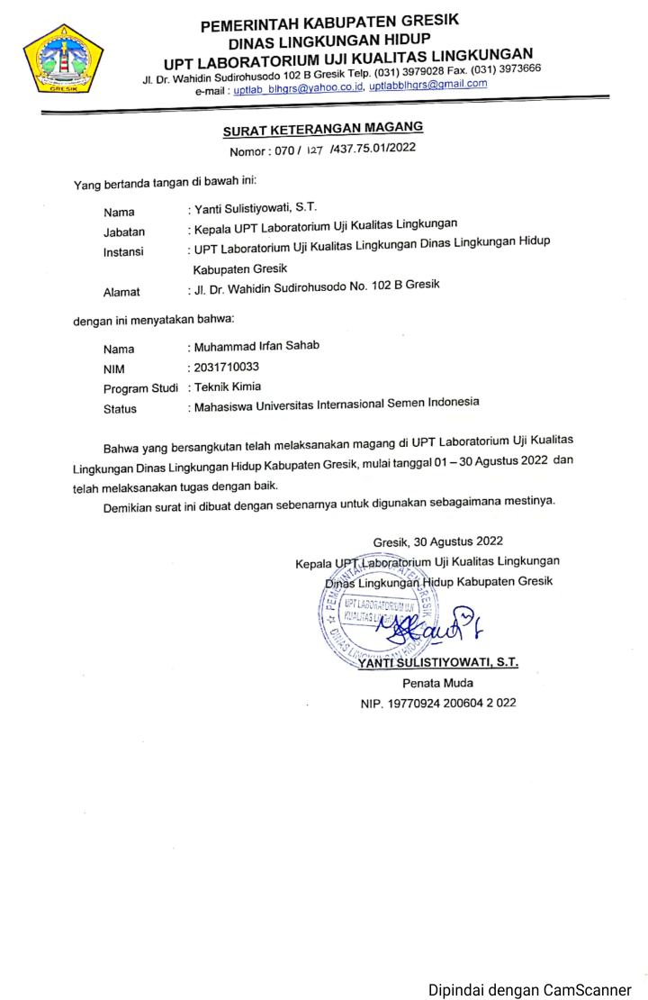 PEMERINTAH KABUPATEN GRESIK
DINAS LINGKUNGAN HIDUP
UPT LABORATORIUM UJI KUALITAS LINGKUNGAN
Jl. Dr. Wahidin Sudirohusodo 102 B Gresik Telp. (031) 3979028 Fax. (031) 3973666
e-mail : uptlab_blhgrs@yahoo.co.id, uptlabblhgrs@gmail.com
GRESIK
SURAT KETERANGAN MAGANG
Nomor : 070 / 127 /437.75.01/2022
Yang bertanda tangan di bawah ini:
Nama : Yanti Sulistiyowati, S.T.
Jabatan : Kepala UPT Laboratorium Uji Kualitas Lingkungan
Instansi : UPT Laboratorium Uji Kualitas Lingkungan Dinas Lingkungan Hidup
Kabupaten Gresik
Alamat : Jl. Dr. Wahidin Sudirohusodo No. 102 B Gresik
dengan ini menyatakan bahwa:
Nama : Muhammad Irfan Sahab
NIM : 2031710033
Program Studi : Teknik Kimia
Status : Mahasiswa Universitas Internasional Semen Indonesia
Bahwa yang bersangkutan telah melaksanakan magang di UPT Laboratorium Uji Kualitas
Lingkungan Dinas Lingkungan Hidup Kabupaten Gresik, mulai tanggal 01 – 30 Agustus 2022 dan
telah melaksanakan tugas dengan baik.
Demikian surat ini dibuat dengan sebenarnya untuk digunakan sebagaimana mestinya.
Gresik, 30 Agustus 2022
Kepala UPT Laboratorium Uji Kualitas Lingkungan
Dinas Lingkungan Hidup Kabupaten Gresik
PEMERINTAH KABUPATEN GRESIK
UPT LABORATORIUM UJI
KUALITAS LINGKUNGAN
DINAS LINGKUNGAN HIDUP
YANTI SULISTIYOWATI, S.T.
Penata Muda
NIP. 19770924 200604 2 022
Dipindai dengan CamScanner